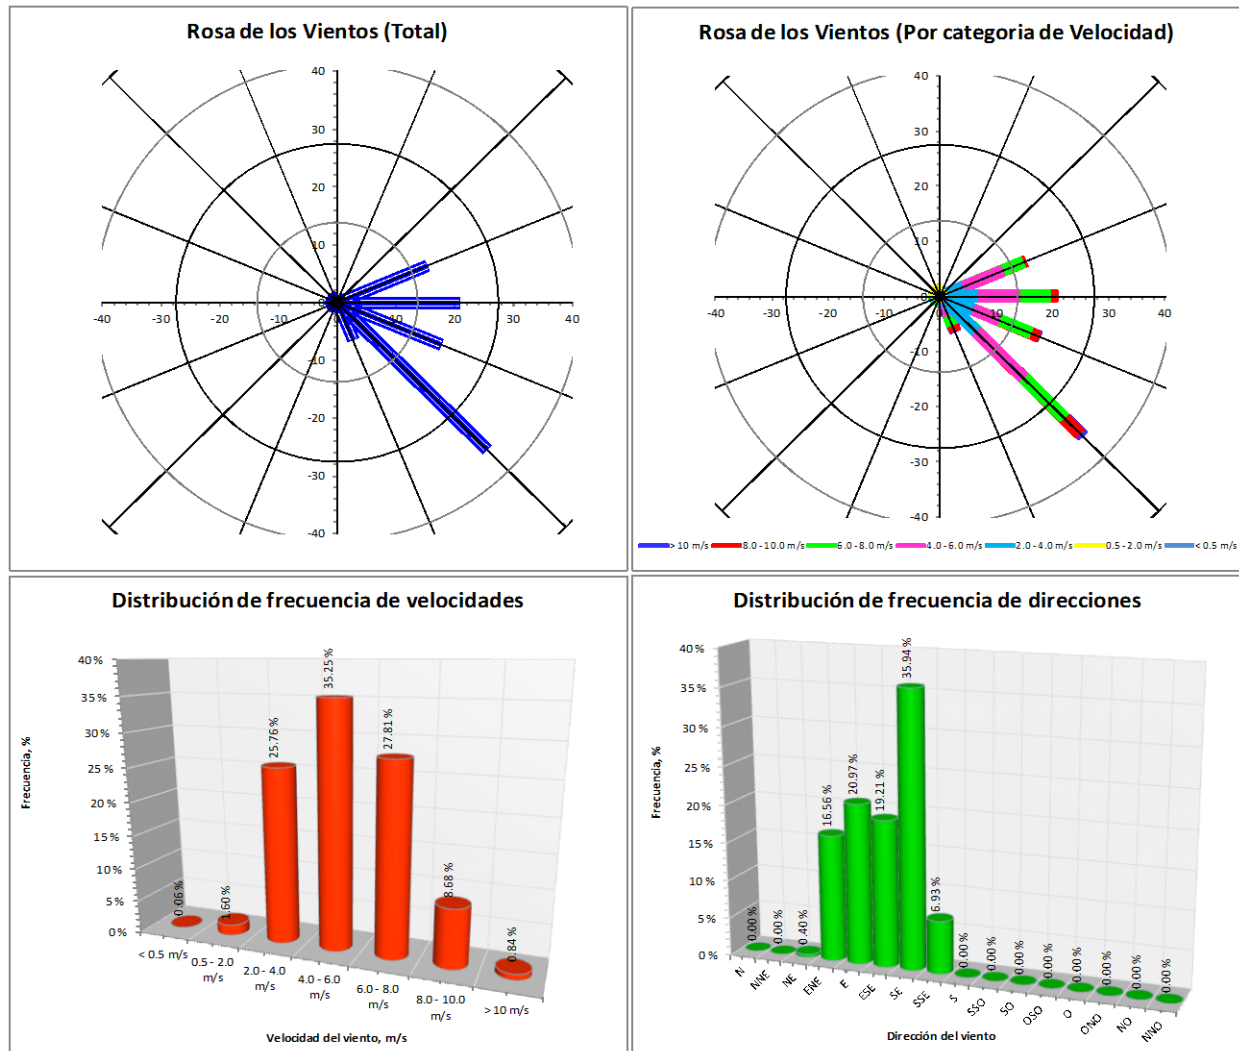 Rosa de los Vientos (Total)
40
30
20
10
0
-40 -30 -20 -10 0 10 20 30 40
-10
-20
-30
-40
Rosa de los Vientos (Por categoria de Velocidad)
40
30
20
10
0
-40 -30 -20 -10 0 10 20 30 40
-10
-20
-30
-40
> 10 m/s 8.0 - 10.0 m/s 6.0 - 8.0 m/s 4.0 - 6.0 m/s 2.0 - 4.0 m/s 0.5 - 2.0 m/s < 0.5 m/s
Distribución de frecuencia de velocidades
Frecuencia, %
40 %
35 %
30 %
25 %
20 %
15 %
10 %
5 %
0 %
0.06 %
1.60 %
25.76 %
35.25 %
27.81 %
8.68 %
0.84 %
< 0.5 m/s
0.5 - 2.0
m/s
2.0 - 4.0
m/s
4.0 - 6.0
m/s
6.0 - 8.0
m/s
8.0 - 10.0
m/s
> 10 m/s
Velocidad del viento, m/s
Distribución de frecuencia de direcciones
Frecuencia, %
40 %
35 %
30 %
25 %
20 %
15 %
10 %
5 %
0 %
0.00 %
0.00 %
0.40 %
16.56 %
20.97 %
19.21 %
35.94 %
6.93 %
0.00 %
0.00 %
0.00 %
0.00 %
0.00 %
0.00 %
0.00 %
0.00 %
N
NNE
NE
ENE
E
ESE
SE
SSE
S
SSO
SO
OSO
O
ONO
NO
NNO
Dirección del viento